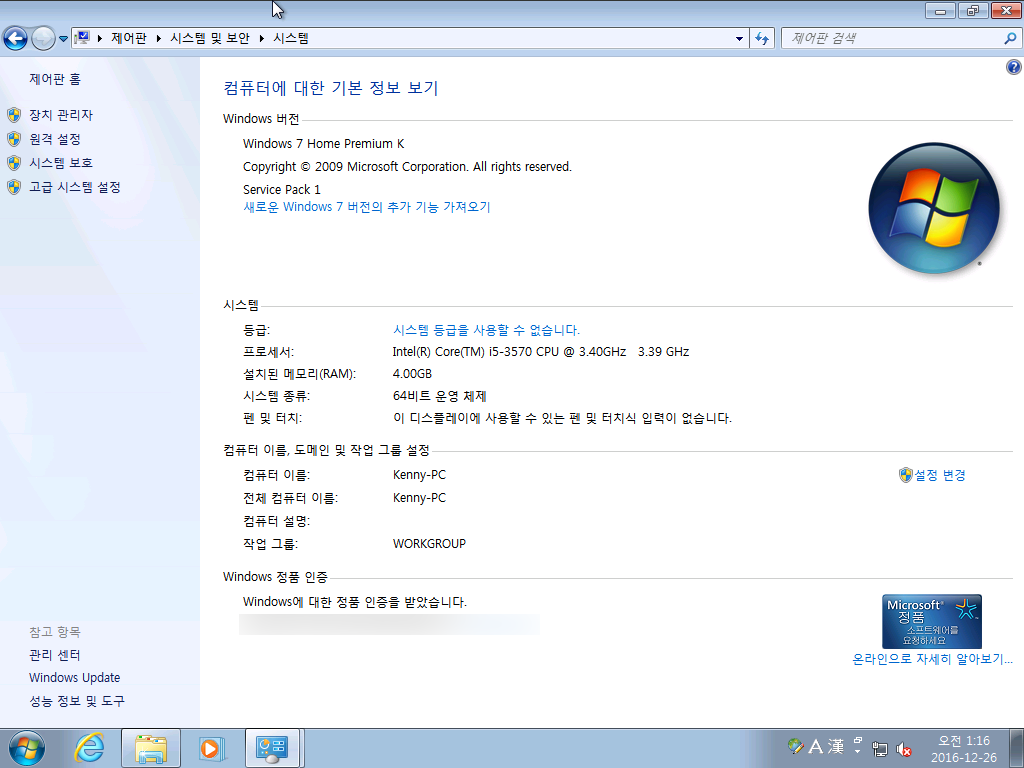 제어판 ▸ 시스템 및 보안 ▸ 시스템
제어판 검색
제어판 홈
장치 관리자
원격 설정
시스템 보호
고급 시스템 설정
컴퓨터에 대한 기본 정보 보기
Windows 버전
Windows 7 Home Premium K
Copyright © 2009 Microsoft Corporation. All rights reserved.
Service Pack 1
새로운 Windows 7 버전의 추가 기능 가져오기
시스템
등급: 시스템 등급을 사용할 수 없습니다.
프로세서: Intel(R) Core(TM) i5-3570 CPU @ 3.40GHz 3.39 GHz
설치된 메모리(RAM): 4.00GB
시스템 종류: 64비트 운영 체제
펜 및 터치: 이 디스플레이에 사용할 수 있는 펜 및 터치식 입력이 없습니다.
컴퓨터 이름, 도메인 및 작업 그룹 설정
컴퓨터 이름: Kenny-PC
설정 변경
전체 컴퓨터 이름: Kenny-PC
컴퓨터 설명:
작업 그룹: WORKGROUP
Windows 정품 인증
Windows에 대한 정품 인증을 받았습니다.
Microsoft®
정품
소프트웨어를
요청하세요
온라인으로 자세히 알아보기...
참고 항목
관리 센터
Windows Update
성능 정보 및 도구
A 漢
오전 1:16
2016-12-26